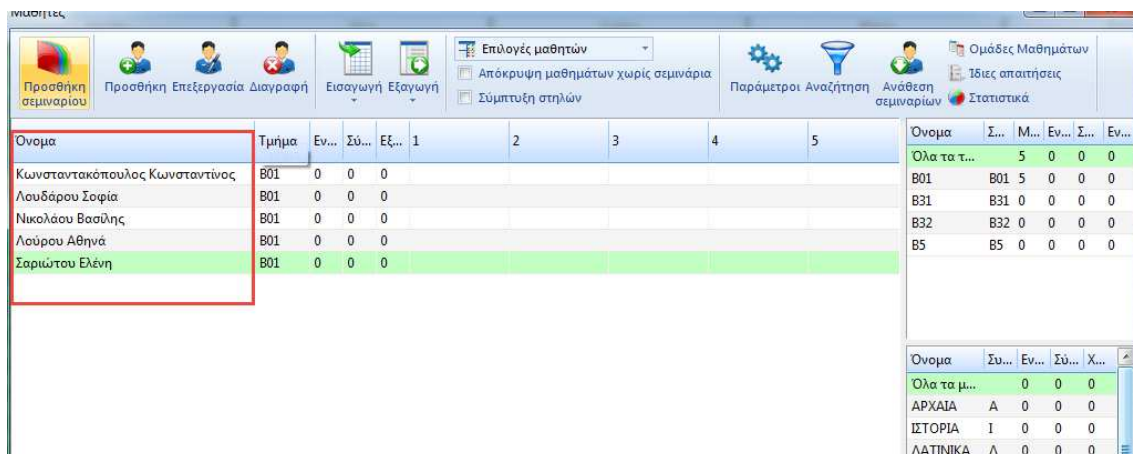 Μαθητές
Προσθήκη σεμιναρίου
Προσθήκη Επεξεργασία Διαγραφή
Εισαγωγή Εξαγωγή
Επιλογές μαθητών
Απόκρυψη μαθημάτων χωρίς σεμινάρια
Σύμπτυξη στηλών
Παράμετροι Αναζήτηση Ανάθεση σεμιναρίων
Ομάδες Μαθημάτων
Ίδιες απαιτήσεις
Στατιστικά
Όνομα Τμήμα Εν... Σύ... Εξ... 1 2 3 4 5
Κωνσταντακόπουλος Κωνσταντίνος B01 0 0 0
Λουδάρου Σοφία B01 0 0 0
Νικολάου Βασίλης B01 0 0 0
Λούρου Αθηνά B01 0 0 0
Σαριώτου Ελένη B01 0 0 0
Όνομα Σ... Μ... Εν... Σ... Εν...
Όλα τα τ... 5 0 0 0
B01 B01 5 0 0 0
B31 B31 0 0 0 0
B32 B32 0 0 0 0
B5 B5 0 0 0 0
Όνομα Συ... Εν... Σύ... Χ...
Όλα τα μ... 0 0 0
ΑΡΧΑΙΑ Α 0 0 0
ΙΣΤΟΡΙΑ Ι 0 0 0
ΛΑΤΙΝΙΚΑ Λ 0 0 0